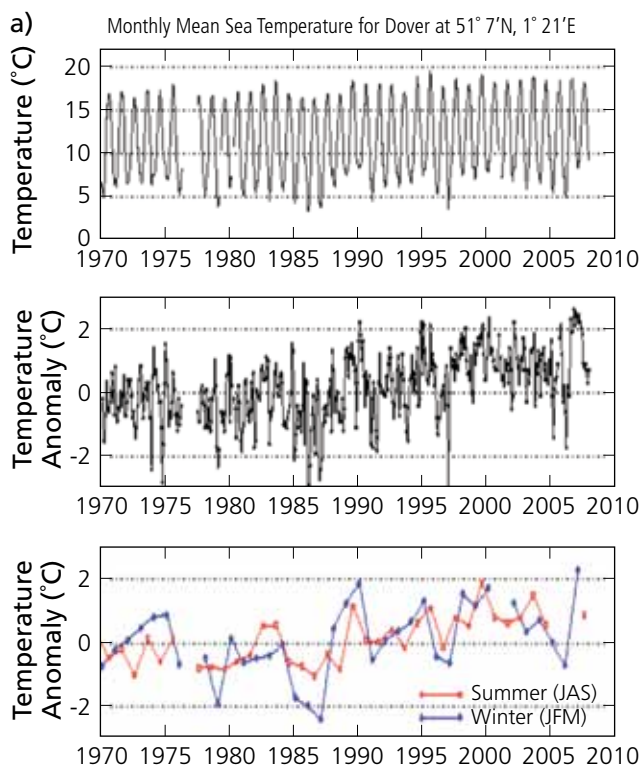 a)
Monthly Mean Sea Temperature for Dover at 51° 7'N, 1° 21'E
Temperature (°C)
20
15
10
5
0
1970 1975 1980 1985 1990 1995 2000 2005 2010
Temperature
Anomaly (°C)
2
0
-2
1970 1975 1980 1985 1990 1995 2000 2005 2010
Temperature
Anomaly (°C)
2
0
-2
Summer (JAS)
Winter (JFM)
1970 1975 1980 1985 1990 1995 2000 2005 2010